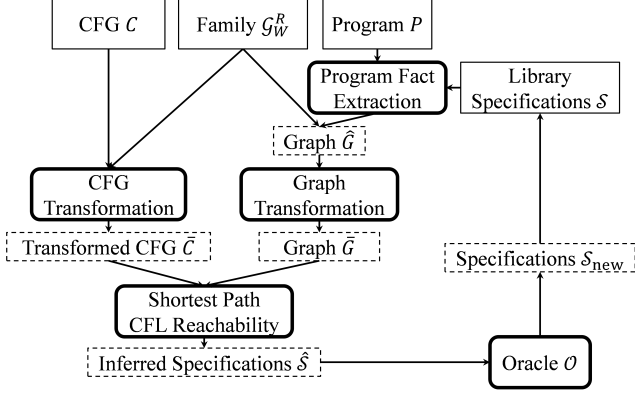 CFG C
Family 𝒢_W^R
Program P
Program Fact
Extraction
Library
Specifications 𝒮
Graph Ĝ
CFG
Transformation
Graph
Transformation
Transformed CFG C̄
Graph Ḡ
Specifications 𝒮_new
Shortest Path
CFL Reachability
Inferred Specifications 𝒮̂
Oracle 𝒪